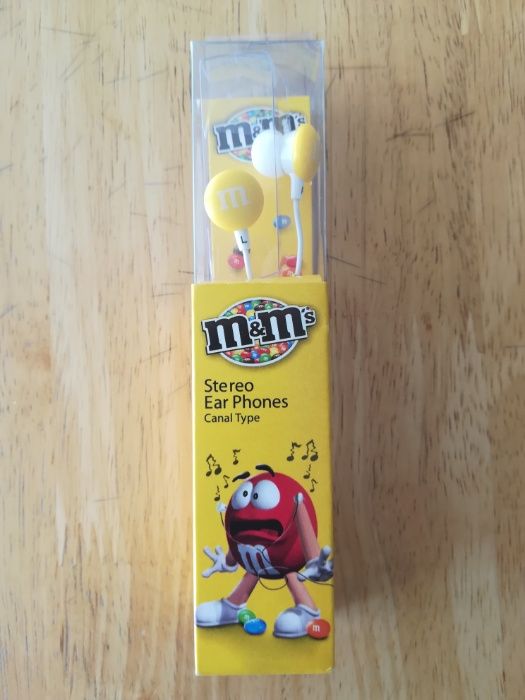 m&m's
m
L
m&m's
Stereo
Ear Phones
Canal Type
m
m